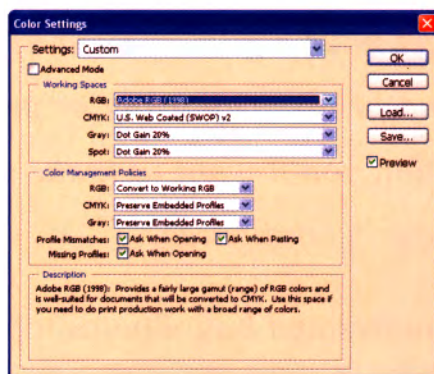 Color Settings
Settings: Custom
OK
Advanced Mode
Cancel
Working Spaces
RGB: Adobe RGB (1998)
Load...
CMYK: U.S. Web Coated (SWOP) v2
Save...
Gray: Dot Gain 20%
Spot: Dot Gain 20%
Preview
Color Management Policies
RGB: Convert to Working RGB
CMYK: Preserve Embedded Profiles
Gray: Preserve Embedded Profiles
Profile Mismatches: Ask When Opening Ask When Pasting
Missing Profiles: Ask When Opening
Description
Adobe RGB (1998): Provides a fairly large gamut (range) of RGB colors and
is well-suited for documents that will be converted to CMYK. Use this space if
you need to do print production work with a broad range of colors.